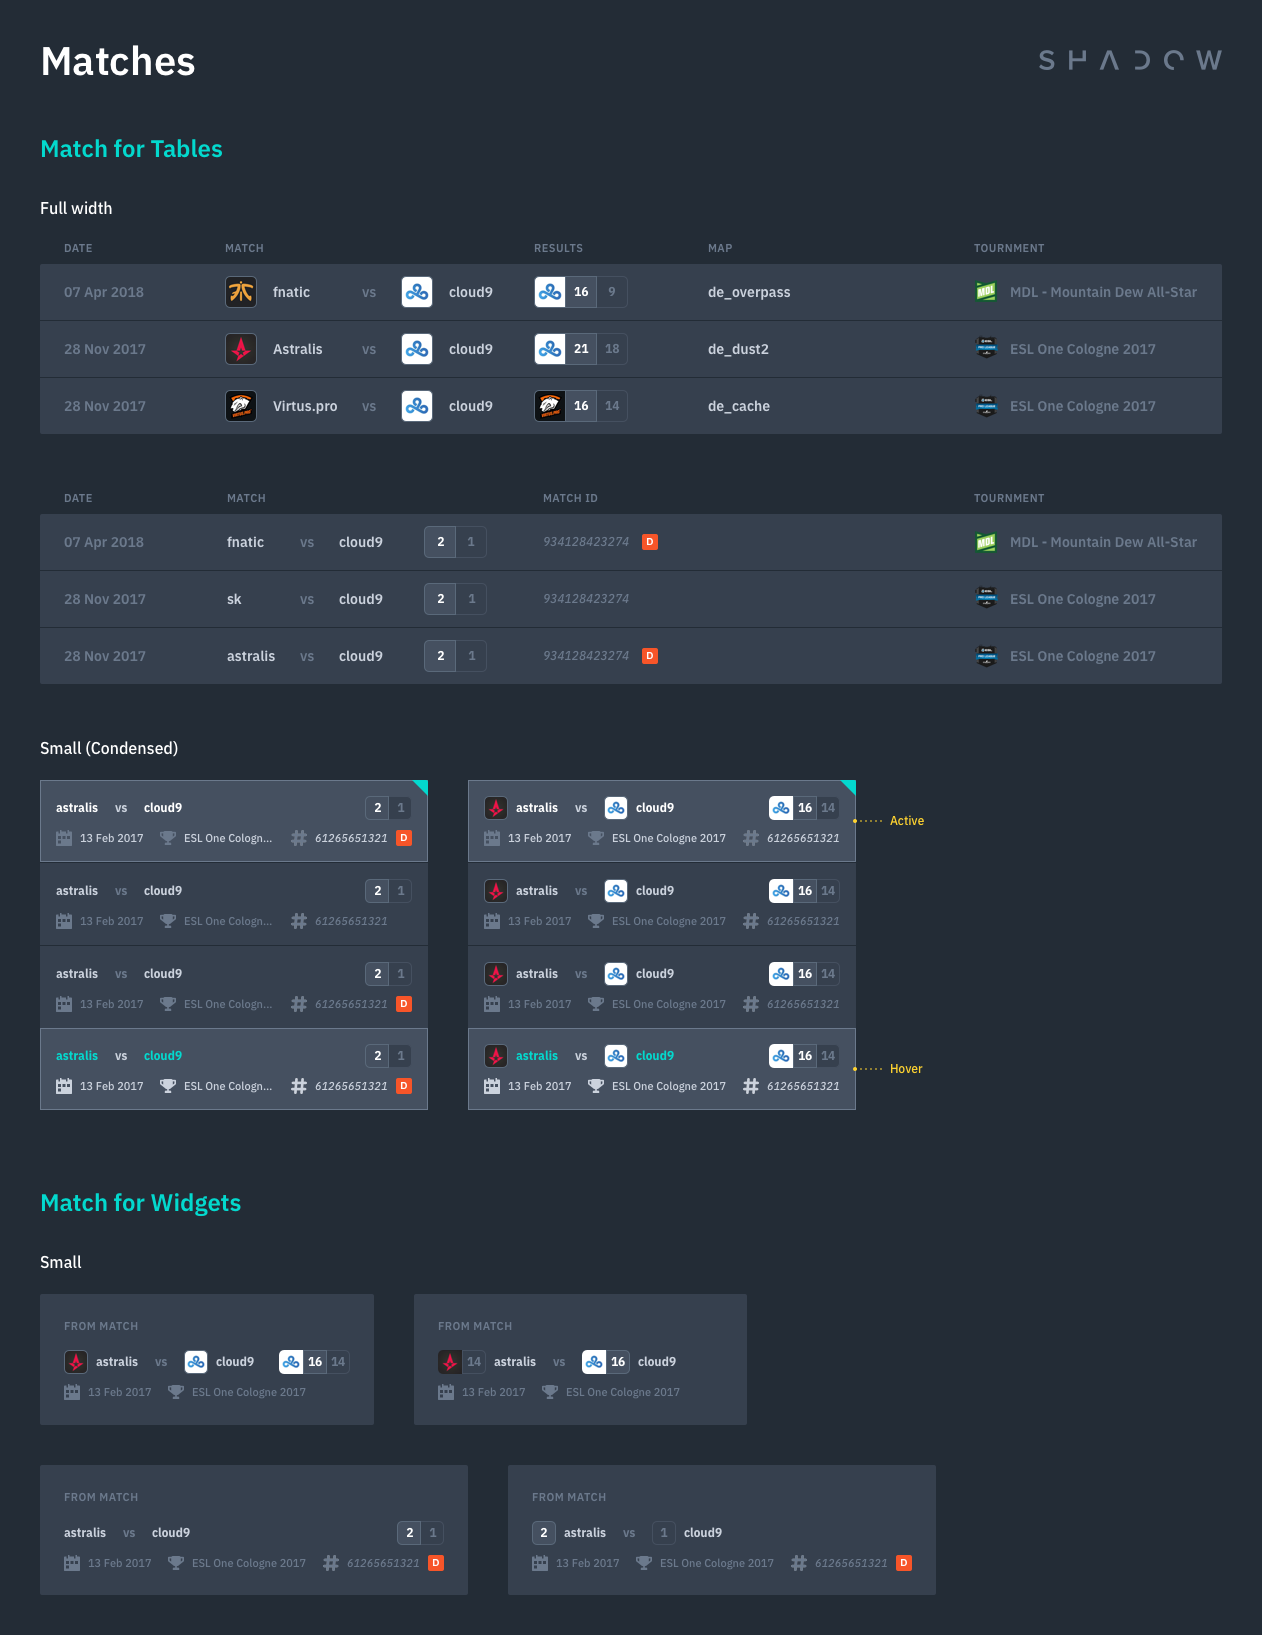 Matches
SHADOW
Match for Tables
Full width
DATE MATCH RESULTS MAP TOURNMENT
07 Apr 2018 fnatic vs cloud9 16 9 de_overpass MDL MDL - Mountain Dew All-Star
28 Nov 2017 Astralis vs cloud9 21 18 de_dust2 ESL One Cologne 2017
28 Nov 2017 Virtus.pro vs cloud9 16 14 de_cache ESL One Cologne 2017
DATE MATCH MATCH ID TOURNMENT
07 Apr 2018 fnatic vs cloud9 2 1 934128423274 D MDL MDL - Mountain Dew All-Star
28 Nov 2017 sk vs cloud9 2 1 934128423274 ESL One Cologne 2017
28 Nov 2017 astralis vs cloud9 2 1 934128423274 D ESL One Cologne 2017
Small (Condensed)
astralis vs cloud9 2 1
13 Feb 2017 ESL One Cologn... 61265651321 D
astralis vs cloud9 2 1
13 Feb 2017 ESL One Cologn... 61265651321
astralis vs cloud9 2 1
13 Feb 2017 ESL One Cologn... 61265651321 D
astralis vs cloud9 2 1
13 Feb 2017 ESL One Cologn... 61265651321 D
astralis vs cloud9 16 14
13 Feb 2017 ESL One Cologne 2017 61265651321
Active
astralis vs cloud9 16 14
13 Feb 2017 ESL One Cologne 2017 61265651321
astralis vs cloud9 16 14
13 Feb 2017 ESL One Cologne 2017 61265651321
astralis vs cloud9 16 14
13 Feb 2017 ESL One Cologne 2017 61265651321
Hover
Match for Widgets
Small
FROM MATCH
astralis vs cloud9 16 14
13 Feb 2017 ESL One Cologne 2017
FROM MATCH
14 astralis vs 16 cloud9
13 Feb 2017 ESL One Cologne 2017
FROM MATCH
astralis vs cloud9 2 1
13 Feb 2017 ESL One Cologne 2017 61265651321 D
FROM MATCH
2 astralis vs 1 cloud9
13 Feb 2017 ESL One Cologne 2017 61265651321 D